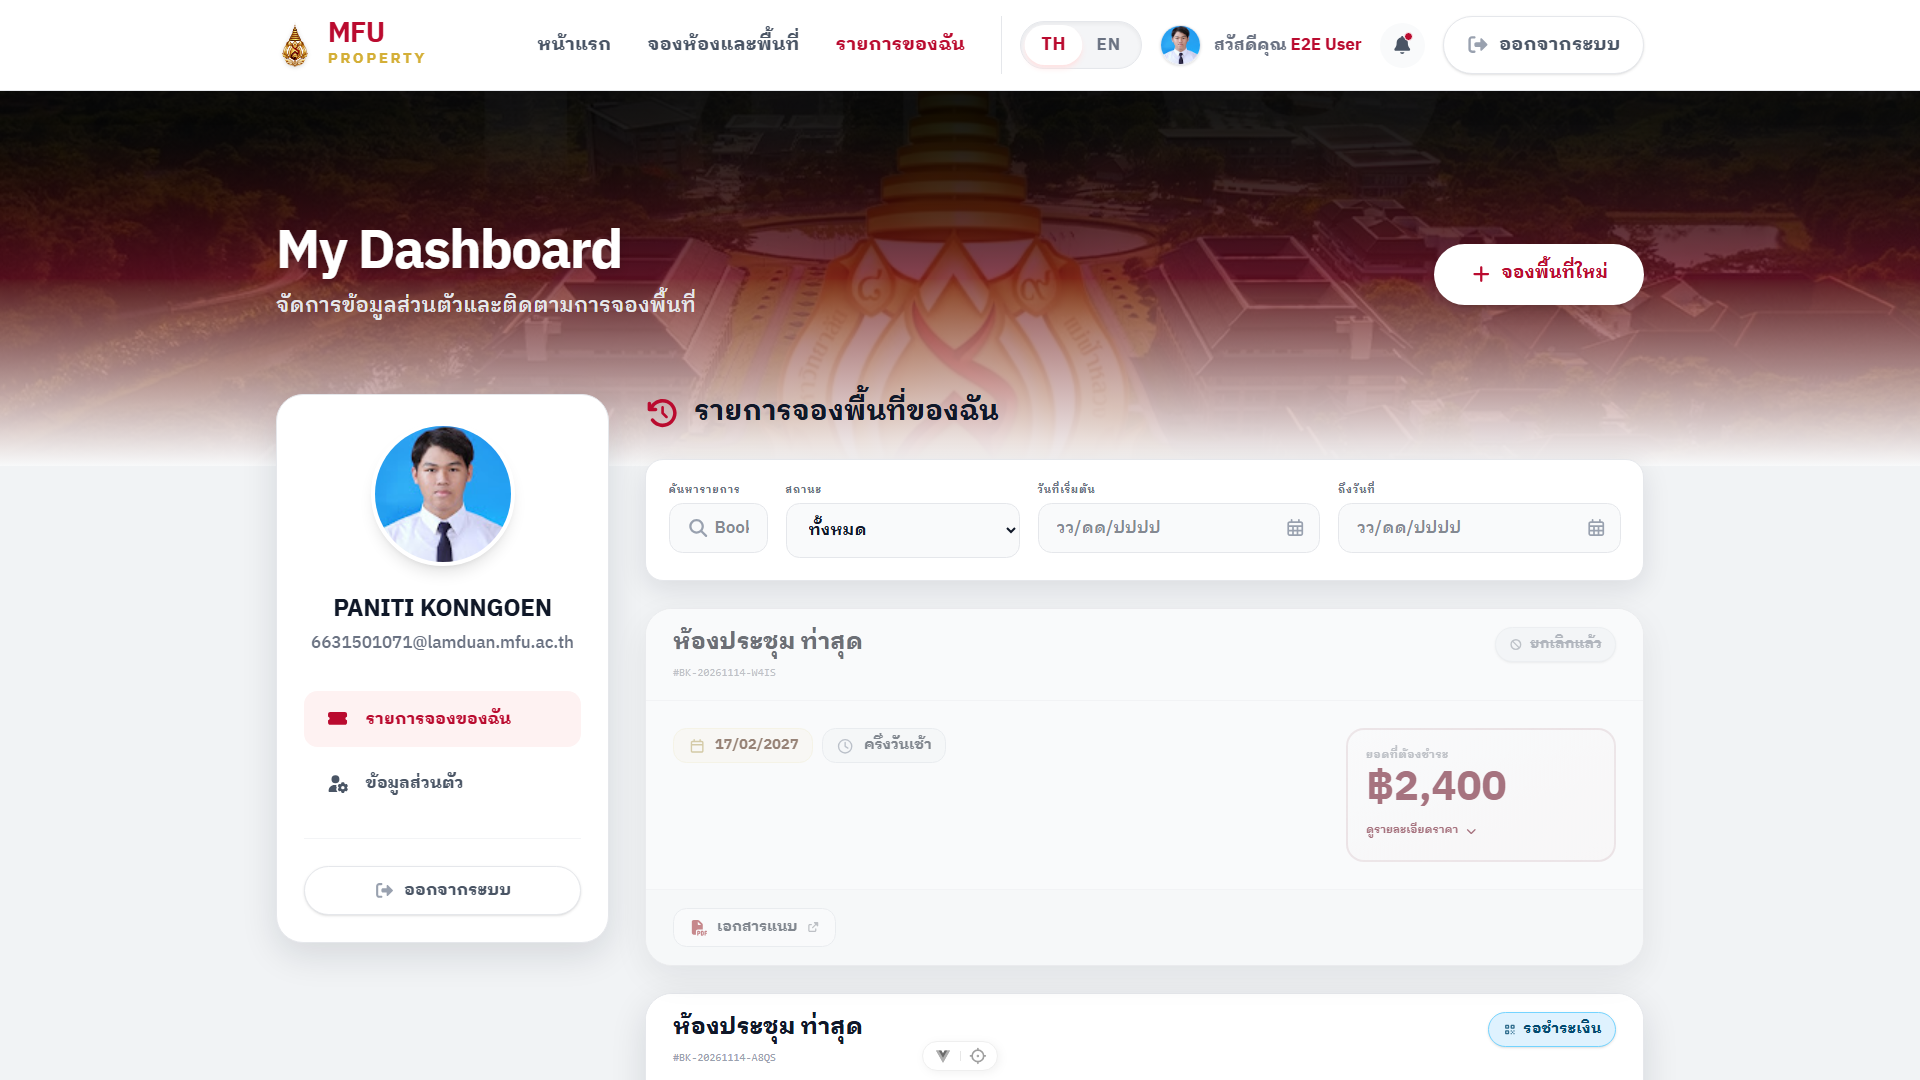 MFU
PROPERTY
หน้าแรก
จองห้องและพื้นที่
รายการของฉัน
TH
EN
สวัสดีคุณ E2E User
ออกจากระบบ
My Dashboard
จัดการข้อมูลส่วนตัวและติดตามการจองพื้นที่
จองพื้นที่ใหม่
PANITI KONNGOEN
6631501071@lamduan.mfu.ac.th
รายการจองของฉัน
ข้อมูลส่วนตัว
ออกจากระบบ
รายการจองพื้นที่ของฉัน
ค้นหารายการ
สถานะ
วันที่เริ่มต้น
ถึงวันที่
Bool
ทั้งหมด
วว/ดด/ปปปป
วว/ดด/ปปปป
ห้องประชุม ท่าสุด
#BK-20261114-W4IS
ยกเลิกแล้ว
17/02/2027
ครึ่งวันเช้า
ยอดที่ต้องชำระ
฿2,400
ดูรายละเอียดราคา
เอกสารแนบ
ห้องประชุม ท่าสุด
#BK-20261114-A8QS
รอชำระเงิน